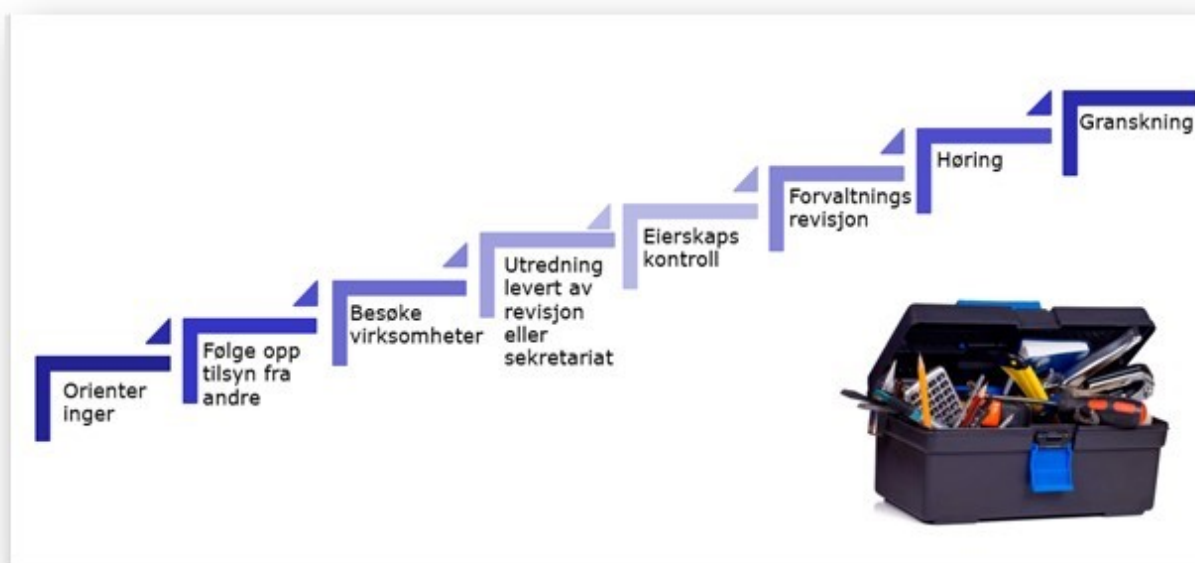 Orienter
inger
Følge opp
tilsyn fra
andre
Besøke
virksomheter
Utredning
levert av
revisjon
eller
sekretariat
Eierskaps
kontroll
Forvaltnings
revisjon
Høring
Granskning